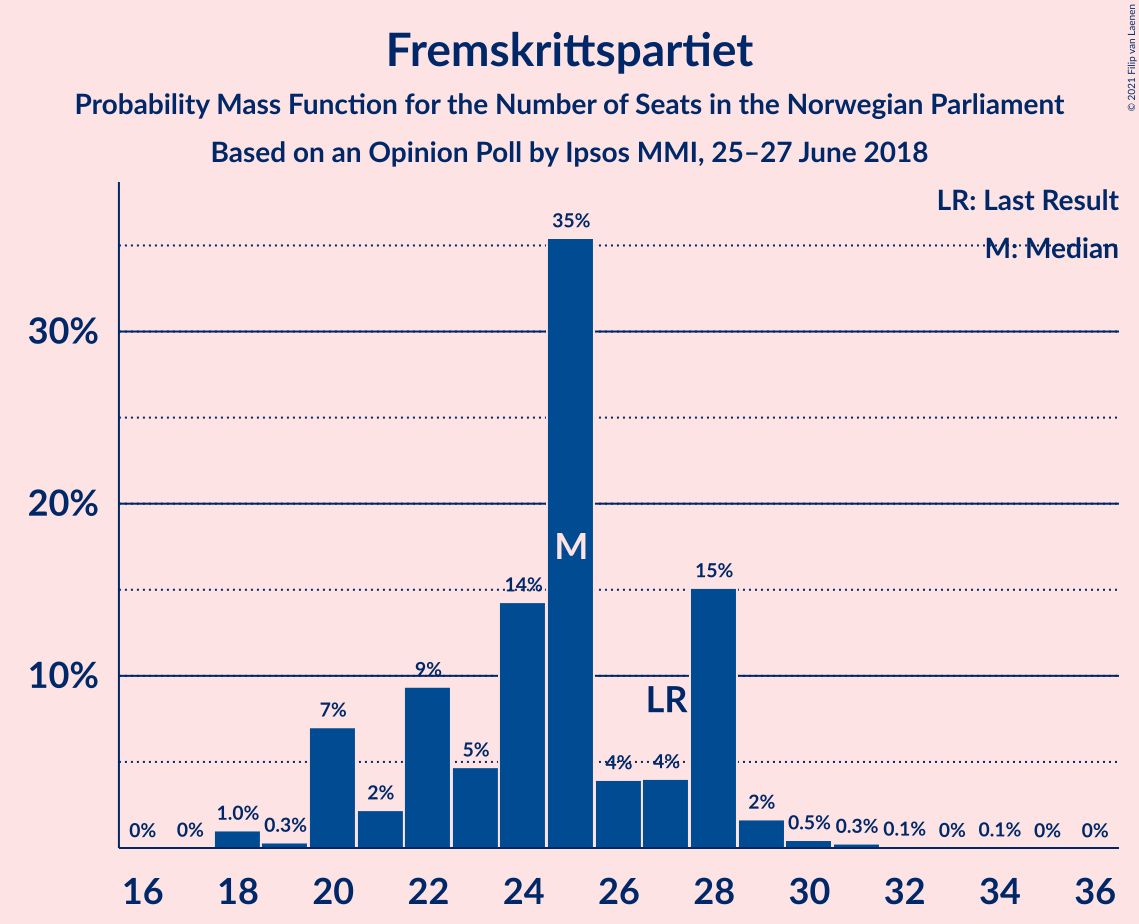 Fremskrittspartiet
Probability Mass Function for the Number of Seats in the Norwegian Parliament
Based on an Opinion Poll by Ipsos MMI, 25–27 June 2018
© 2021 Filip van Laenen
LR: Last Result
M: Median
30%
20%
10%
0% 0% 1.0% 0.3% 7% 2% 9% 5% 14% 35% 4% 4% 15% 2% 0.5% 0.3% 0.1% 0% 0.1% 0% 0%
M
LR
16 18 20 22 24 26 28 30 32 34 36